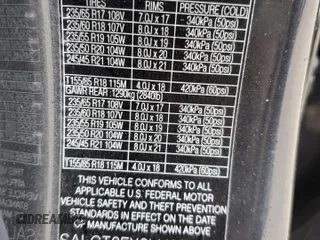 TIRES RIMS PRESSURE (COLD)
235/65 R17 108V 7.0J x 17 340kPa (50psi)
235/60 R18 107V 8.0J x 18 340kPa (50psi)
235/55 R19 105W 8.0J x 19 340kPa (50psi)
235/50 R20 104W 8.0J x 20 340kPa (50psi)
245/45 R21 104W 8.0J x 21 340kPa (50psi)
T155/85 R18 115M 4.0J x 18 420kPa (60psi)
GAWR REAR 1290kg (2840lb)
235/65 R17 108V 7.0J x 17 340kPa (50psi)
235/60 R18 107V 8.0J x 18 340kPa (50psi)
235/55 R19 105W 8.0J x 19 340kPa (50psi)
235/50 R20 104W 8.0J x 20 340kPa (50psi)
245/45 R21 104W 8.0J x 21 340kPa (50psi)
T155/85 R18 115M 4.0J x 18 420kPa (60psi)
THIS VEHICLE CONFORMS TO ALL
APPLICABLE U.S. FEDERAL MOTOR
VEHICLE SAFETY AND THEFT PREVENTION
STANDARDS IN EFFECT ON THE DATE
OF MANUFACTURE SHOWN ABOVE